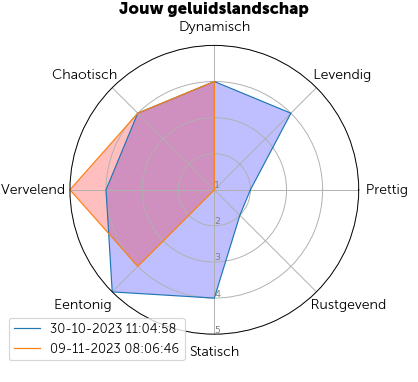 Jouw geluidslandschap
Dynamisch
Chaotisch
Levendig
Vervelend
Prettig
1
2
3
4
5
Eentonig
Rustgevend
Statisch
30-10-2023 11:04:58
09-11-2023 08:06:46